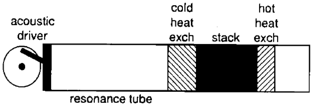 acoustic
driver
cold
heat
exch
stack
hot
heat
exch
resonance tube